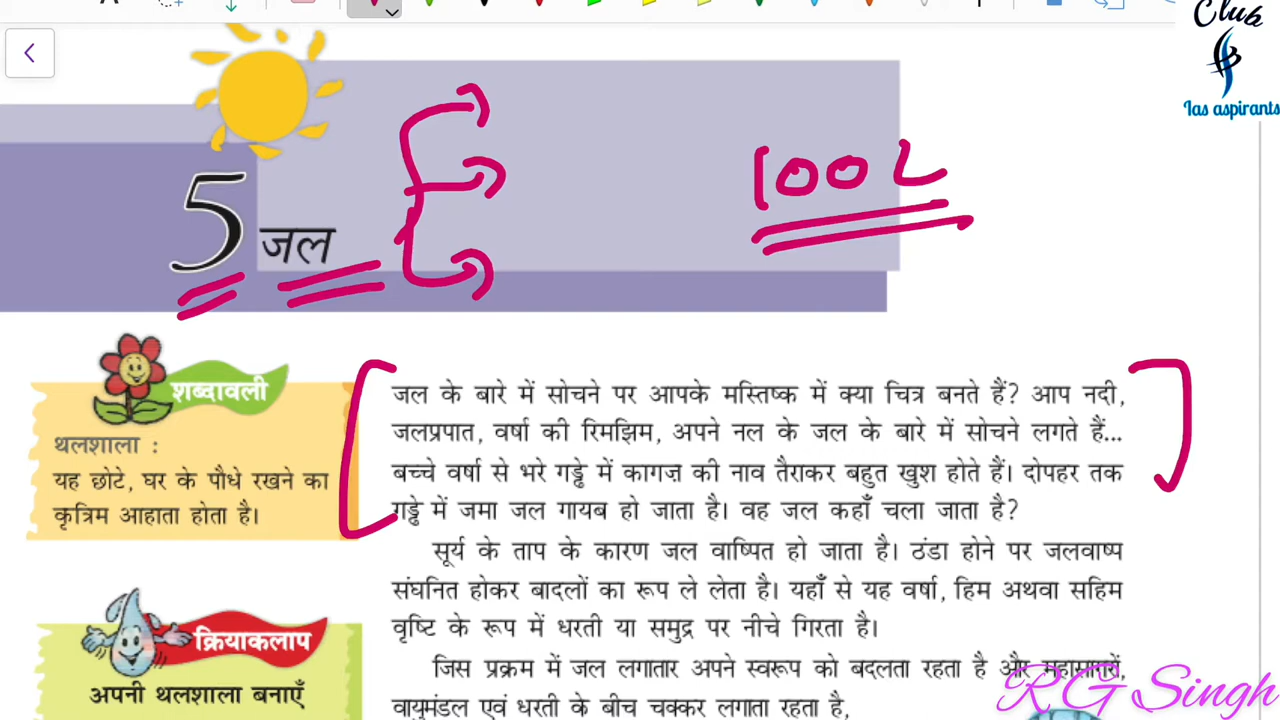 Club
Ias aspirants
100 L
5 जल
शब्दावली
थलशाला :
यह छोटे, घर के पौधे रखने का
कृत्रिम आहाता होता है।
क्रियाकलाप
अपनी थलशाला बनाएँ
जल के बारे में सोचने पर आपके मस्तिष्क में क्या चित्र बनते हैं? आप नदी,
जलप्रपात, वर्षा की रिमझिम, अपने नल के जल के बारे में सोचने लगते हैं...
बच्चे वर्षा से भरे गड्ढे में कागज़ की नाव तैराकर बहुत खुश होते हैं। दोपहर तक
गड्ढे में जमा जल गायब हो जाता है। वह जल कहाँ चला जाता है?
सूर्य के ताप के कारण जल वाष्पित हो जाता है। ठंडा होने पर जलवाष्प
संघनित होकर बादलों का रूप ले लेता है। यहाँ से यह वर्षा, हिम अथवा सहिम
वृष्टि के रूप में धरती या समुद्र पर नीचे गिरता है।
जिस प्रक्रम में जल लगातार अपने स्वरूप को बदलता रहता है और महासागरों,
वायुमंडल एवं धरती के बीच चक्कर लगाता रहता है,
RG Singh